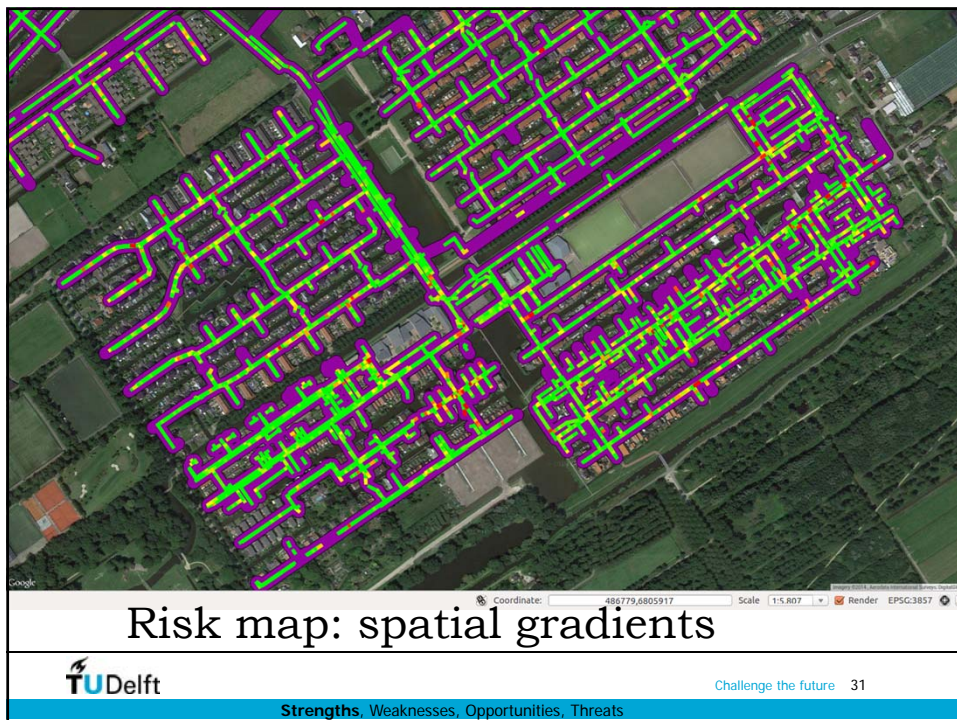 Google
Coordinate: 486779,6805917 Scale 1:5.807 Render EPSG:3857
Risk map: spatial gradients
TUDelft
Challenge the future 31
Strengths, Weaknesses, Opportunities, Threats